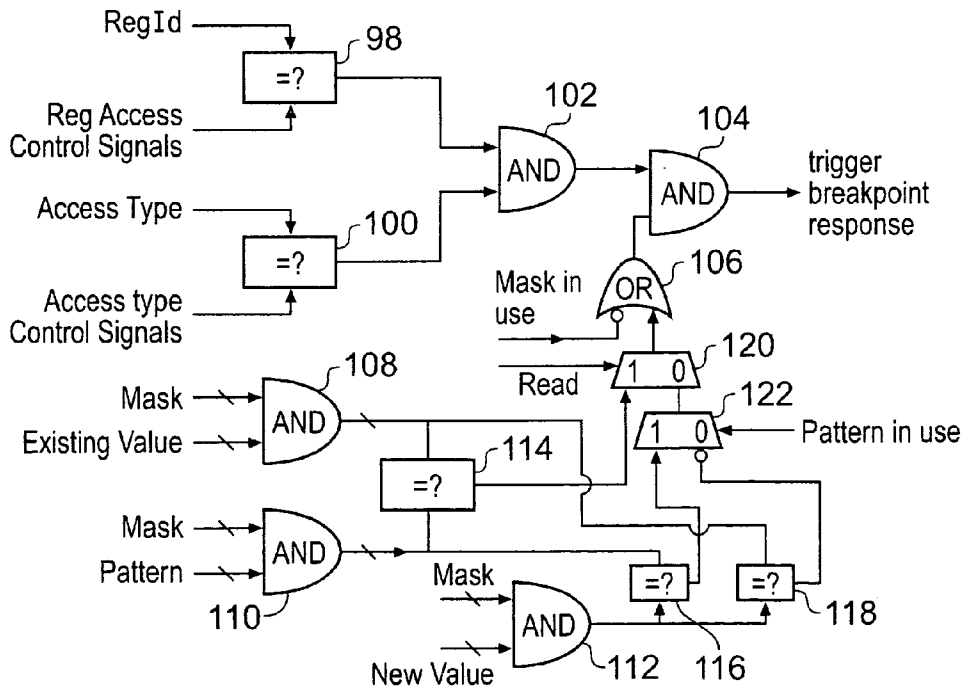 RegId
98
=?
Reg Access
Control Signals
102
AND
104
AND
trigger
breakpoint
response
Access Type
100
=?
Access type
Control Signals
Mask in
use
OR
106
Read
1 0
120
122
1 0
Pattern in use
108
Mask
Existing Value
AND
114
=?
Mask
Pattern
AND
110
Mask
New Value
AND
112
=?
116
=?
118